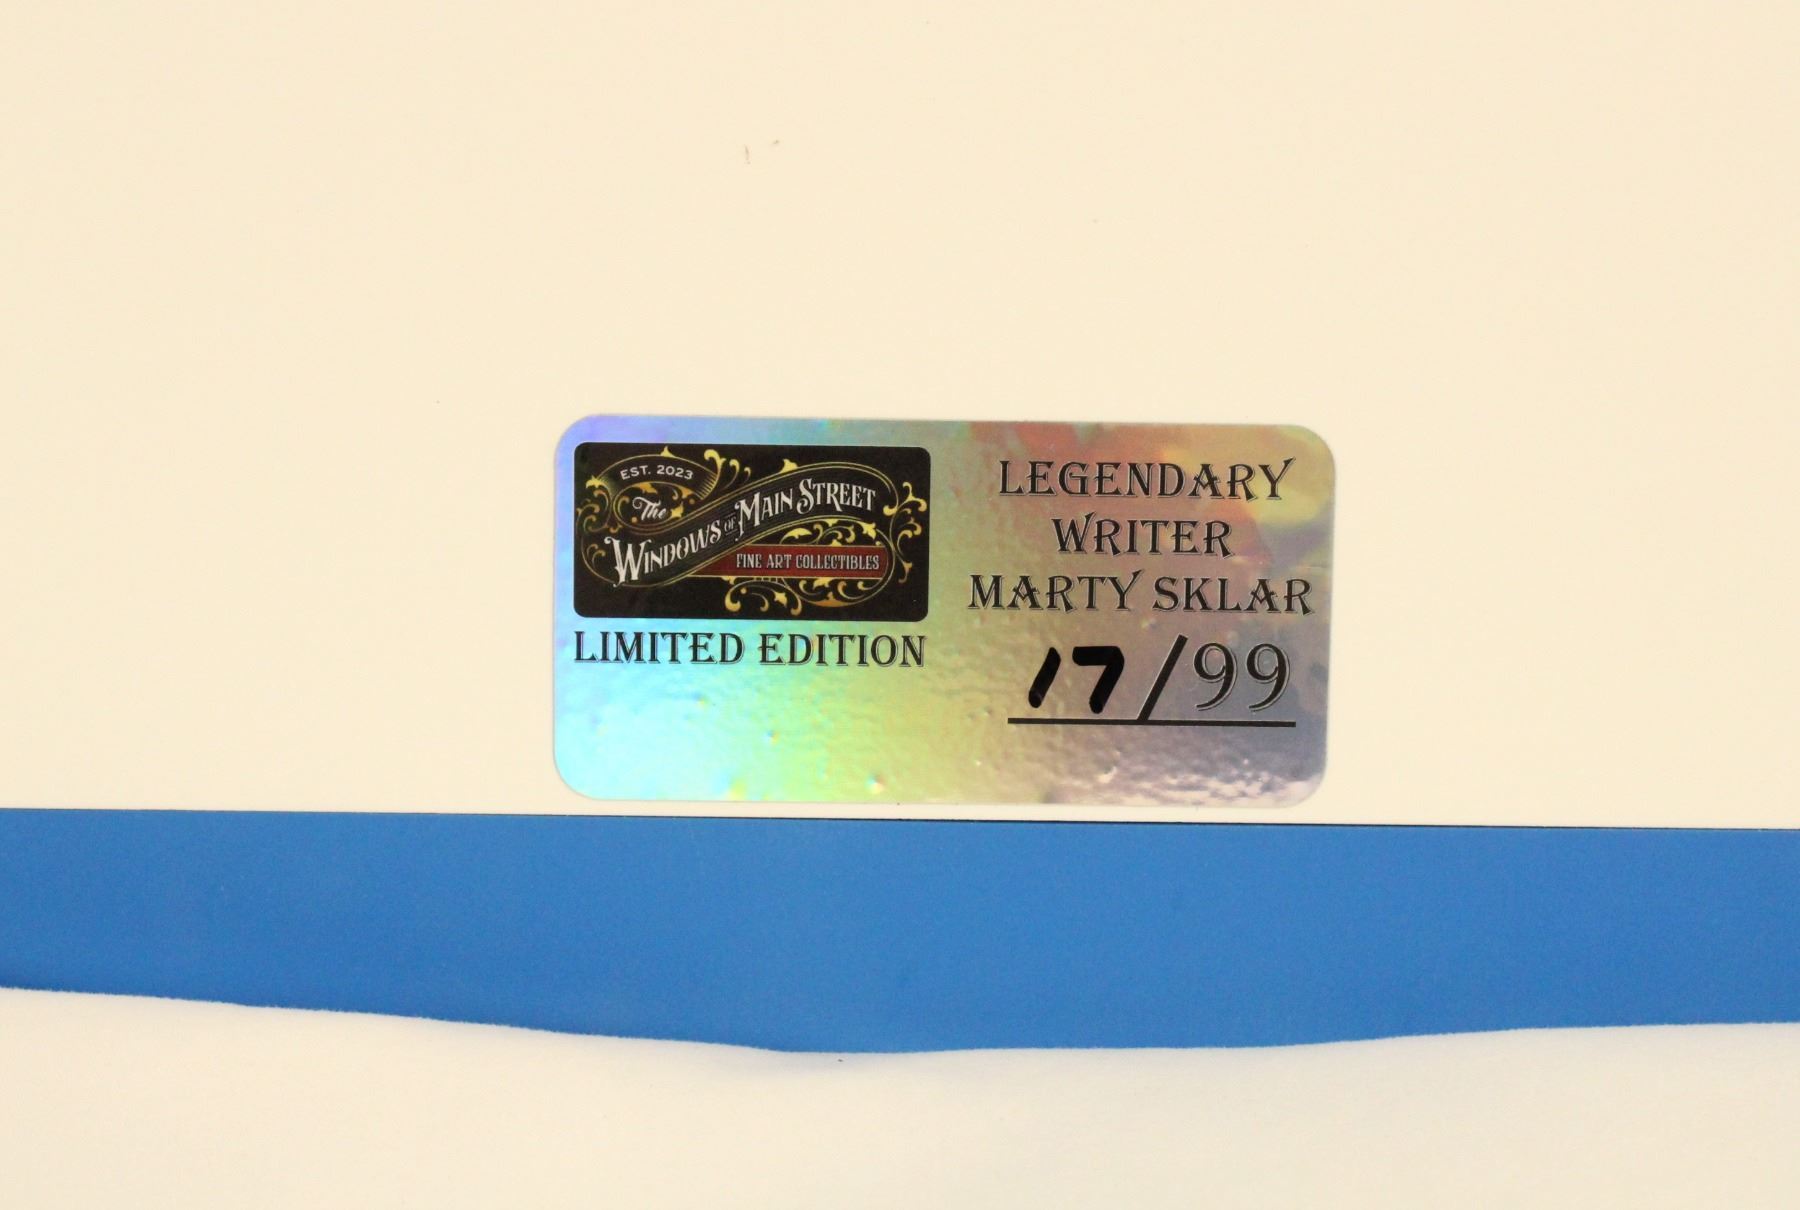 EST. 2023
The
WINDOWS OF MAIN STREET
FINE ART COLLECTIBLES
LIMITED EDITION
LEGENDARY
WRITER
MARTY SKLAR
17/99